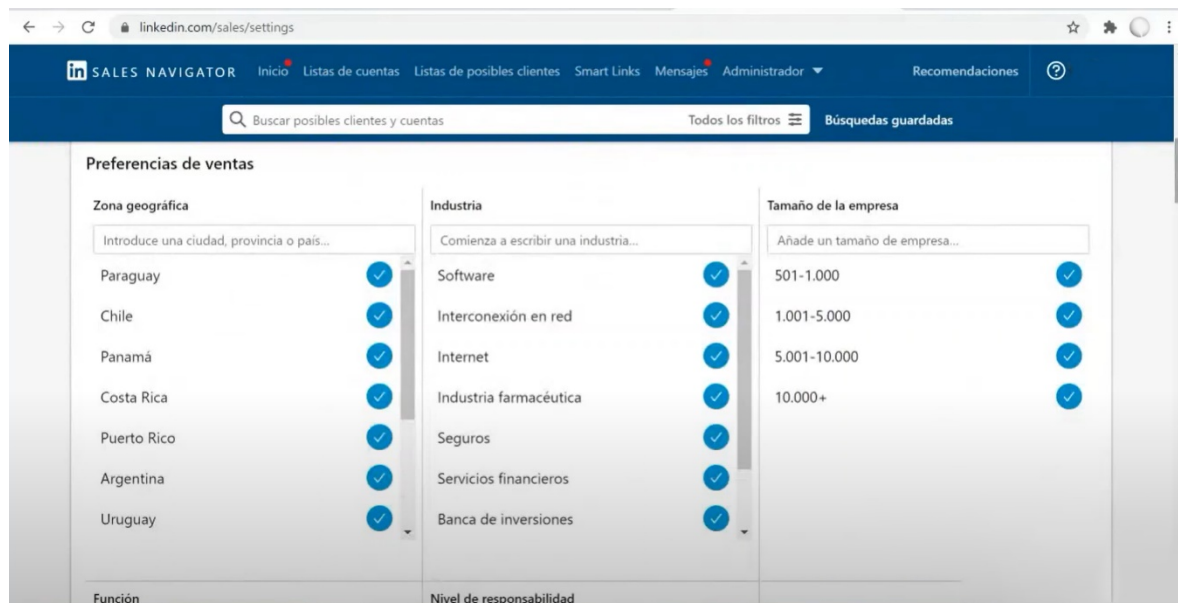 linkedin.com/sales/settings
in SALES NAVIGATOR Inicio Listas de cuentas Listas de posibles clientes Smart Links Mensajes Administrador Recomendaciones ?
Buscar posibles clientes y cuentas Todos los filtros Búsquedas guardadas
Preferencias de ventas
Zona geográfica
Introduce una ciudad, provincia o país...
Paraguay
Chile
Panamá
Costa Rica
Puerto Rico
Argentina
Uruguay
Industria
Comienza a escribir una industria...
Software
Interconexión en red
Internet
Industria farmacéutica
Seguros
Servicios financieros
Banca de inversiones
Tamaño de la empresa
Añade un tamaño de empresa...
501-1.000
1.001-5.000
5.001-10.000
10.000+
Función
Nivel de responsabilidad